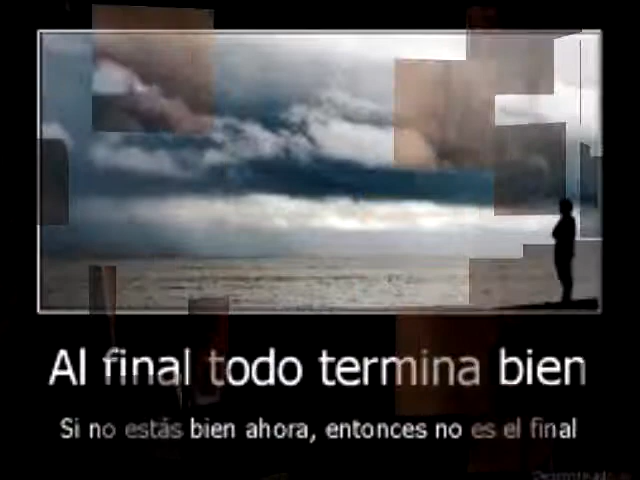 Al final todo termina bien
Si no estás bien ahora, entonces no es el final